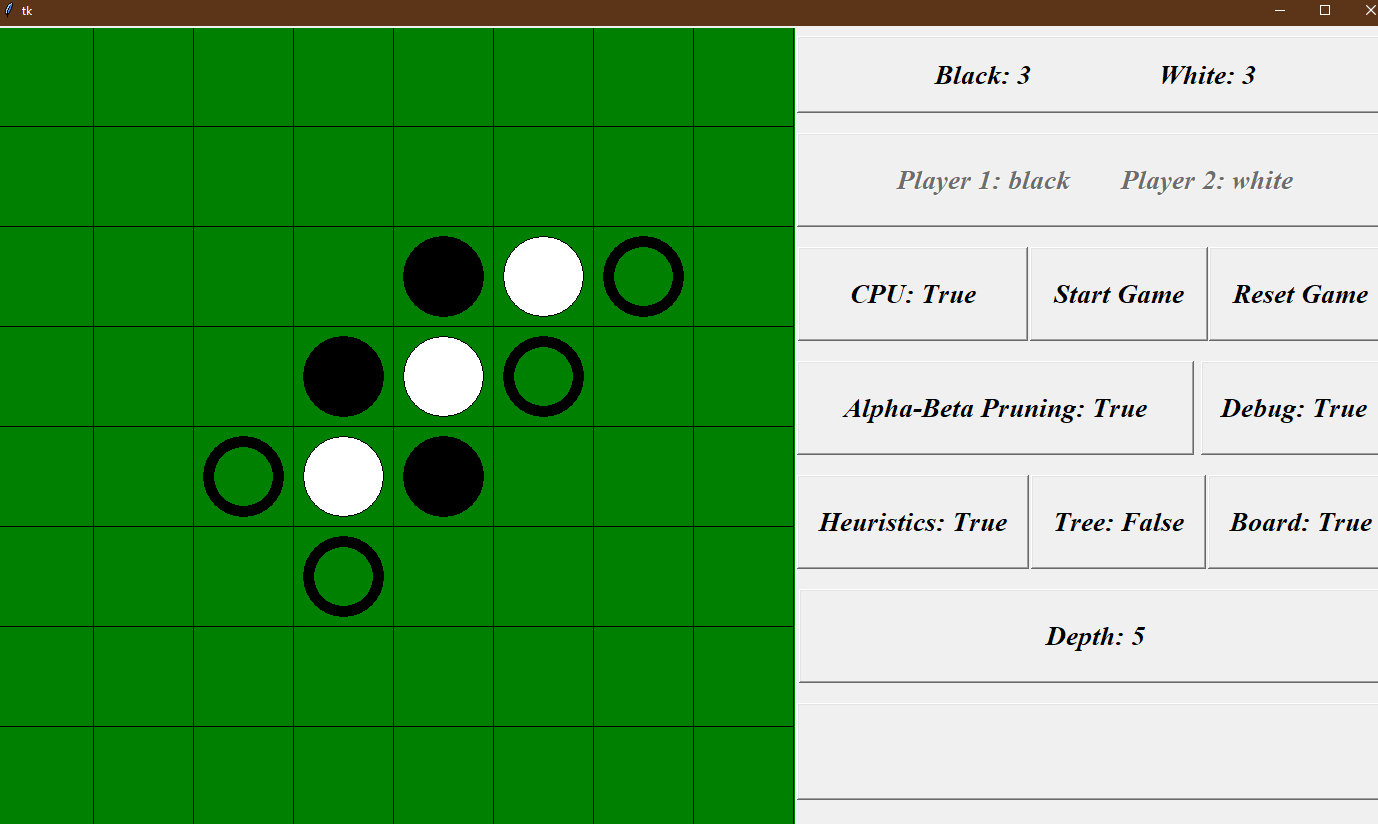 tk
Black: 3 White: 3
Player 1: black Player 2: white
CPU: True Start Game Reset Game
Alpha-Beta Pruning: True Debug: True
Heuristics: True Tree: False Board: True
Depth: 5